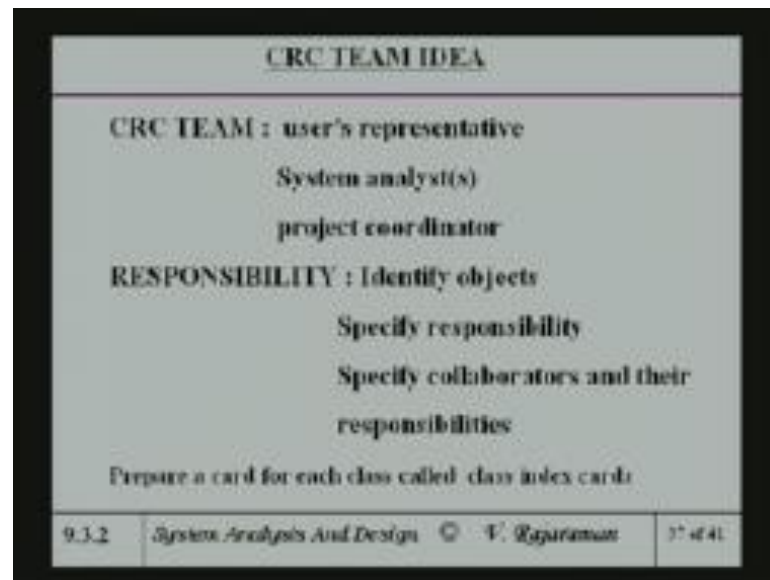 CRC TEAM IDEA
CRC TEAM : user's representative
System analyst(s)
project coordinator
RESPONSIBILITY : Identify objects
Specify responsibility
Specify collaborators and their
responsibilities
Prepare a card for each class called class index cards
9.3.2 System Analysis And Design © V. Rajaraman 37 of 41